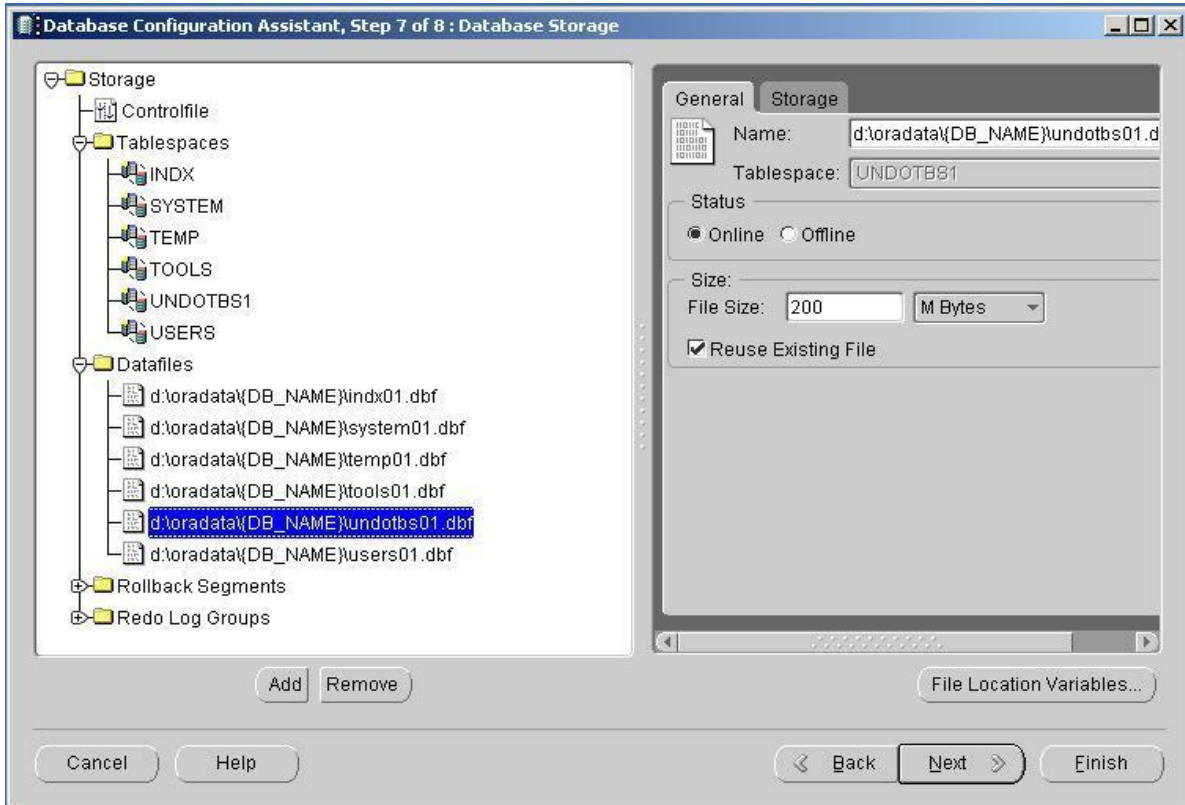 Database Configuration Assistant, Step 7 of 8 : Database Storage
Storage
Controlfile
Tablespaces
INDX
SYSTEM
TEMP
TOOLS
UNDOTBS1
USERS
Datafiles
d:\oradata\{DB_NAME}\indx01.dbf
d:\oradata\{DB_NAME}\system01.dbf
d:\oradata\{DB_NAME}\temp01.dbf
d:\oradata\{DB_NAME}\tools01.dbf
d:\oradata\{DB_NAME}\undotbs01.dbf
d:\oradata\{DB_NAME}\users01.dbf
Rollback Segments
Redo Log Groups
General Storage
Name: d:\oradata\{DB_NAME}\undotbs01.d
Tablespace: UNDOTBS1
Status
Online Offline
Size:
File Size: 200 M Bytes
Reuse Existing File
Add Remove File Location Variables...
Cancel Help Back Next Finish